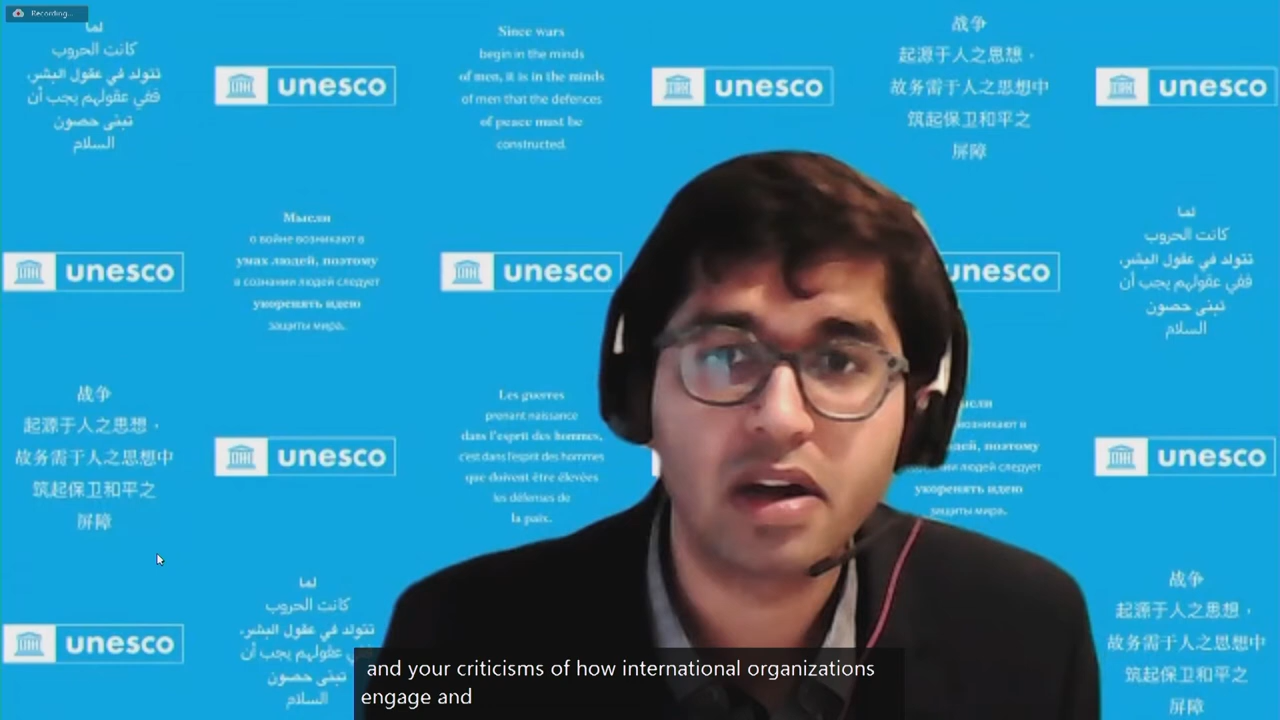 Recording...
لما
كانت الحروب
تتولد في عقول البشر،
ففي عقولهم يجب أن
تبنى حصون
السلام
unesco
Since wars
begin in the minds
of men, it is in the minds
of men that the defences
of peace must be
constructed.
unesco
战争
起源于人之思想，
故务需于人之思想中
筑起保卫和平之
屏障
unesco
unesco
Мысли
о войне возникают в
умах людей, поэтому
в сознании людей следует
укоренять идею
защиты мира.
unesco
unesco
لما
كانت الحروب
تتولد في عقول البشر،
ففي عقولهم يجب أن
تبنى حصون
السلام
战争
起源于人之思想，
故务需于人之思想中
筑起保卫和平之
屏障
unesco
Les guerres
prenant naissance
dans l'esprit des hommes,
c'est dans l'esprit des hommes
que doivent être élevées
les défenses de
la paix.
людей следует
укоренять идею
защиты мира.
unesco
unesco
لما
كانت الحروب
تتولد في عقول البشر،
عقولهم يجب أن
تبنى حصون
السلام
战争
起源于人之思想，
故务需于人之思想中
筑起保卫和平之
屏障
and your criticisms of how international organizations
engage and